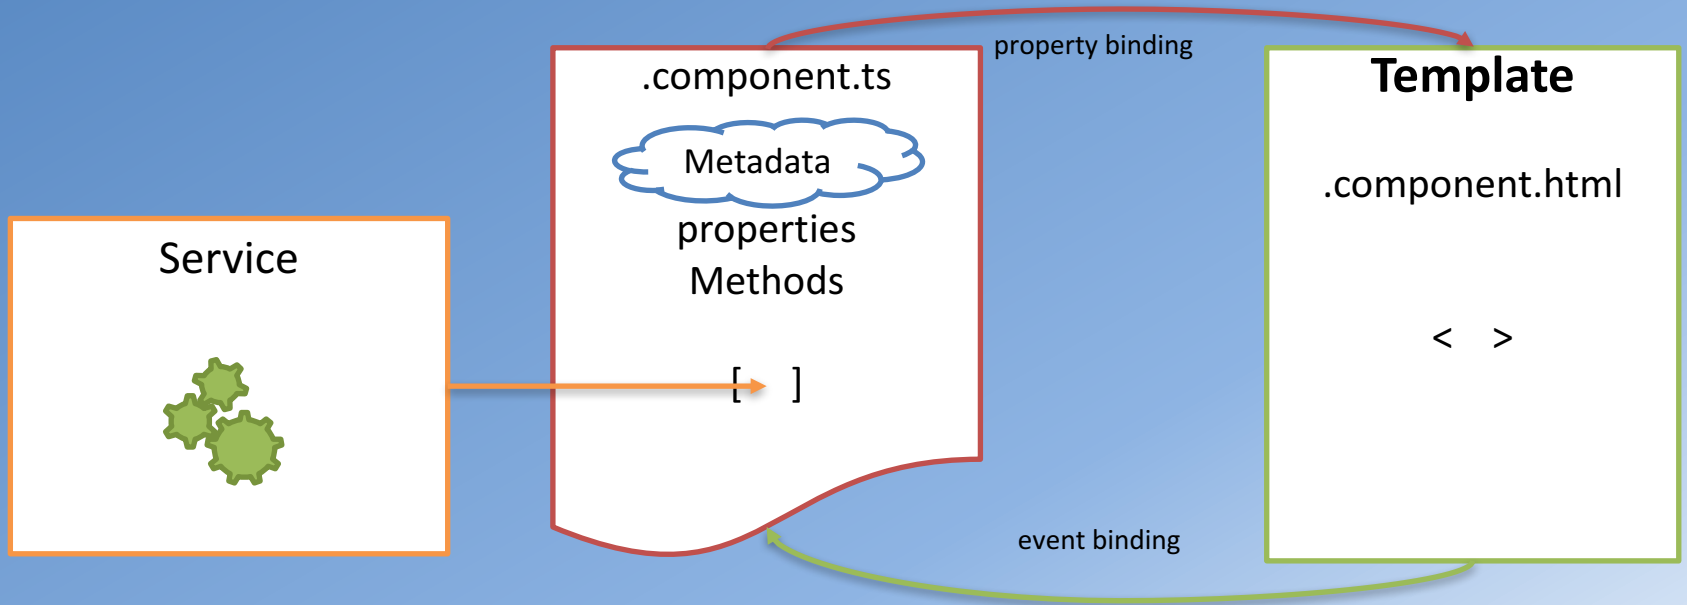 Service
.component.ts
Metadata
properties
Methods
[ ]
property binding
event binding
Template
.component.html
< >